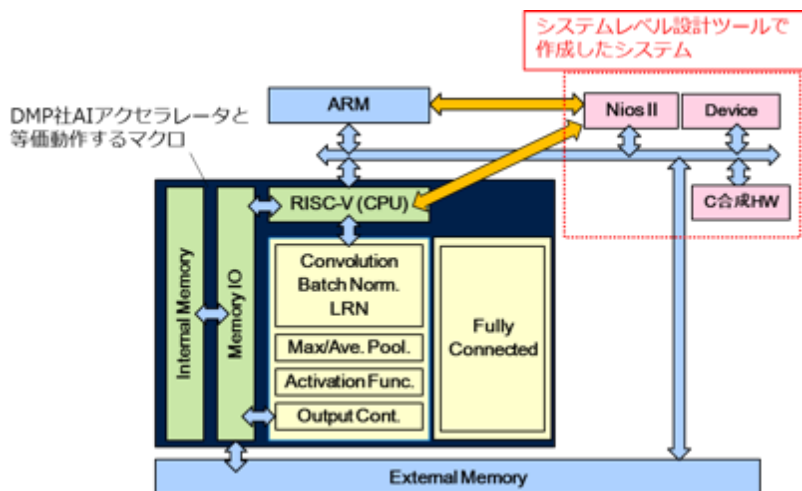 システムレベル設計ツールで
作成したシステム
ARM
Nios II
Device
DMP社AIアクセラレータと
等価動作するマクロ
RISC-V (CPU)
C合成HW
Internal Memory
Memory IO
Convolution
Batch Norm.
LRN
Max/Ave. Pool.
Activation Func.
Output Cont.
Fully
Connected
External Memory